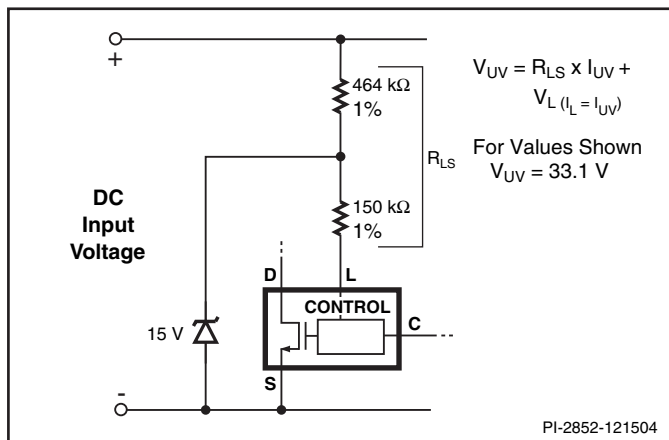 +
464 kΩ
1%
V_UV = R_LS x I_UV +
V_L (I_L = I_UV)
For Values Shown
V_UV = 33.1 V
R_LS
DC
Input
Voltage
150 kΩ
1%
D
L
CONTROL
C
15 V
S
-
PI-2852-121504